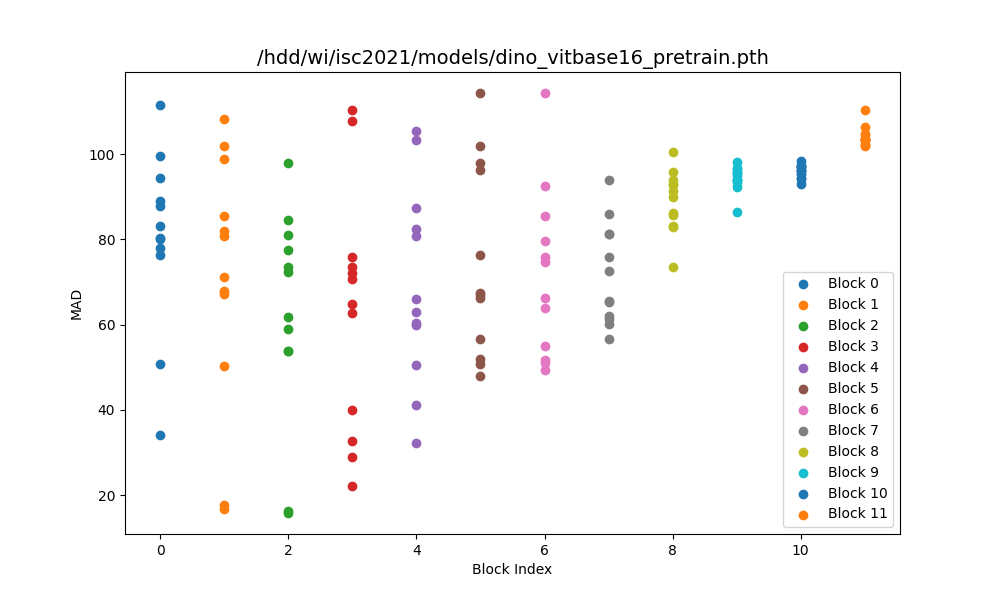 /hdd/wi/isc2021/models/dino_vitbase16_pretrain.pth
100
80
60
40
20
MAD
0 2 4 6 8 10
Block Index
Block 0
Block 1
Block 2
Block 3
Block 4
Block 5
Block 6
Block 7
Block 8
Block 9
Block 10
Block 11